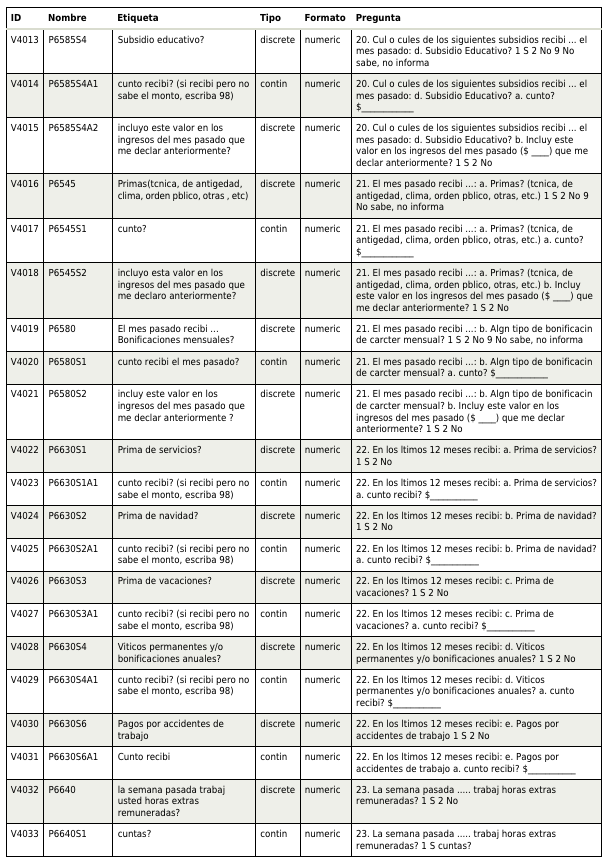 ID Nombre Etiqueta Tipo Formato Pregunta
V4013 P6585S4 Subsidio educativo? discrete numeric 20. Cul o cules de los siguientes subsidios recibi ... el
mes pasado: d. Subsidio Educativo? 1 S 2 No 9 No
sabe, no informa
V4014 P6585S4A1 cunto recibi? (si recibi pero no contin numeric 20. Cul o cules de los siguientes subsidios recibi ... el
sabe el monto, escriba 98) mes pasado: d. Subsidio Educativo? a. cunto?
$___________
V4015 P6585S4A2 incluyo este valor en los discrete numeric 20. Cul o cules de los siguientes subsidios recibi ... el
ingresos del mes pasado que mes pasado: d. Subsidio Educativo? b. Incluy este
me declar anteriormente? valor en los ingresos del mes pasado ($ ____) que me
declar anteriormente? 1 S 2 No
V4016 P6545 Primas(tcnica, de antigedad, discrete numeric 21. El mes pasado recibi ...: a. Primas? (tcnica, de
clima, orden pblico, otras , etc) antigedad, clima, orden pblico, otras, etc.) 1 S 2 No 9
No sabe, no informa
V4017 P6545S1 cunto? contin numeric 21. El mes pasado recibi ...: a. Primas? (tcnica, de
antigedad, clima, orden pblico, otras, etc.) a. cunto?
$___________
V4018 P6545S2 incluyo esta valor en los discrete numeric 21. El mes pasado recibi ...: a. Primas? (tcnica, de
ingresos del mes pasado que antigedad, clima, orden pblico, otras, etc.) b. Incluy
me declaro anteriormente? este valor en los ingresos del mes pasado ($ ____) que
me declar anteriormente? 1 S 2 No
V4019 P6580 El mes pasado recibi ... discrete numeric 21. El mes pasado recibi ...: b. Algn tipo de bonificacin
Bonificaciones mensuales? de carcter mensual? 1 S 2 No 9 No sabe, no informa
V4020 P6580S1 cunto recibi el mes pasado? contin numeric 21. El mes pasado recibi ...: b. Algn tipo de bonificacin
de carcter mensual? a. cunto? $___________
V4021 P6580S2 incluy este valor en los discrete numeric 21. El mes pasado recibi ...: b. Algn tipo de bonificacin
ingresos del mes pasado que de carcter mensual? b. Incluy este valor en los
me declar anteriormente ? ingresos del mes pasado ($ ____) que me declar
anteriormente? 1 S 2 No
V4022 P6630S1 Prima de servicios? discrete numeric 22. En los ltimos 12 meses recibi: a. Prima de servicios?
1 S 2 No
V4023 P6630S1A1 cunto recibi? (si recibi pero no contin numeric 22. En los ltimos 12 meses recibi: a. Prima de servicios?
sabe el monto, escriba 98) a. cunto recibi? $__________
V4024 P6630S2 Prima de navidad? discrete numeric 22. En los ltimos 12 meses recibi: b. Prima de navidad?
1 S 2 No
V4025 P6630S2A1 cunto recibi? (si recibi pero no contin numeric 22. En los ltimos 12 meses recibi: b. Prima de navidad?
sabe el monto, escriba 98) a. cunto recibi? $__________
V4026 P6630S3 Prima de vacaciones? discrete numeric 22. En los ltimos 12 meses recibi: c. Prima de
vacaciones? 1 S 2 No
V4027 P6630S3A1 cunto recibi? (si recibi pero no contin numeric 22. En los ltimos 12 meses recibi: c. Prima de
sabe el monto, escriba 98) vacaciones? a. cunto recibi? $__________
V4028 P6630S4 Viticos permanentes y/o discrete numeric 22. En los ltimos 12 meses recibi: d. Viticos
bonificaciones anuales? permanentes y/o bonificaciones anuales? 1 S 2 No
V4029 P6630S4A1 cunto recibi? (si recibi pero no contin numeric 22. En los ltimos 12 meses recibi: d. Viticos
sabe el monto, escriba 98) permanentes y/o bonificaciones anuales? a. cunto
recibi? $__________
V4030 P6630S6 Pagos por accidentes de discrete numeric 22. En los ltimos 12 meses recibi: e. Pagos por
trabajo accidentes de trabajo 1 S 2 No
V4031 P6630S6A1 Cunto recibi contin numeric 22. En los ltimos 12 meses recibi: e. Pagos por
accidentes de trabajo a. cunto recibi? $__________
V4032 P6640 la semana pasada trabaj discrete numeric 23. La semana pasada ..... trabaj horas extras
usted horas extras remuneradas? 1 S 2 No
remuneradas?
V4033 P6640S1 cuntas? contin numeric 23. La semana pasada ..... trabaj horas extras
remuneradas? 1 S cuntas?